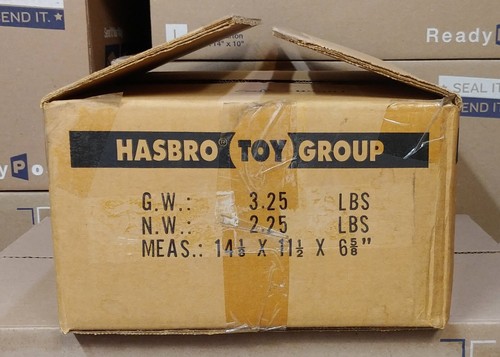 END IT.
14" x 10"
Ready
SEAL IT
END IT.
yPo
HASBRO® TOY GROUP
G.W.: 3.25 LBS
N.W.: 2.25 LBS
MEAS.: 14⅛ X 11½ X 6⅝"